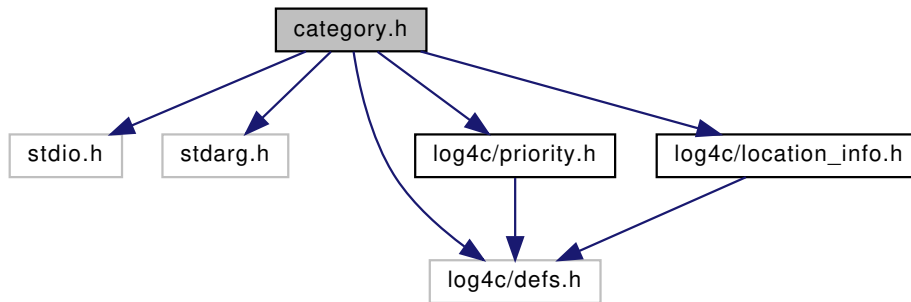 category.h
stdio.h
stdarg.h
log4c/priority.h
log4c/location_info.h
log4c/defs.h